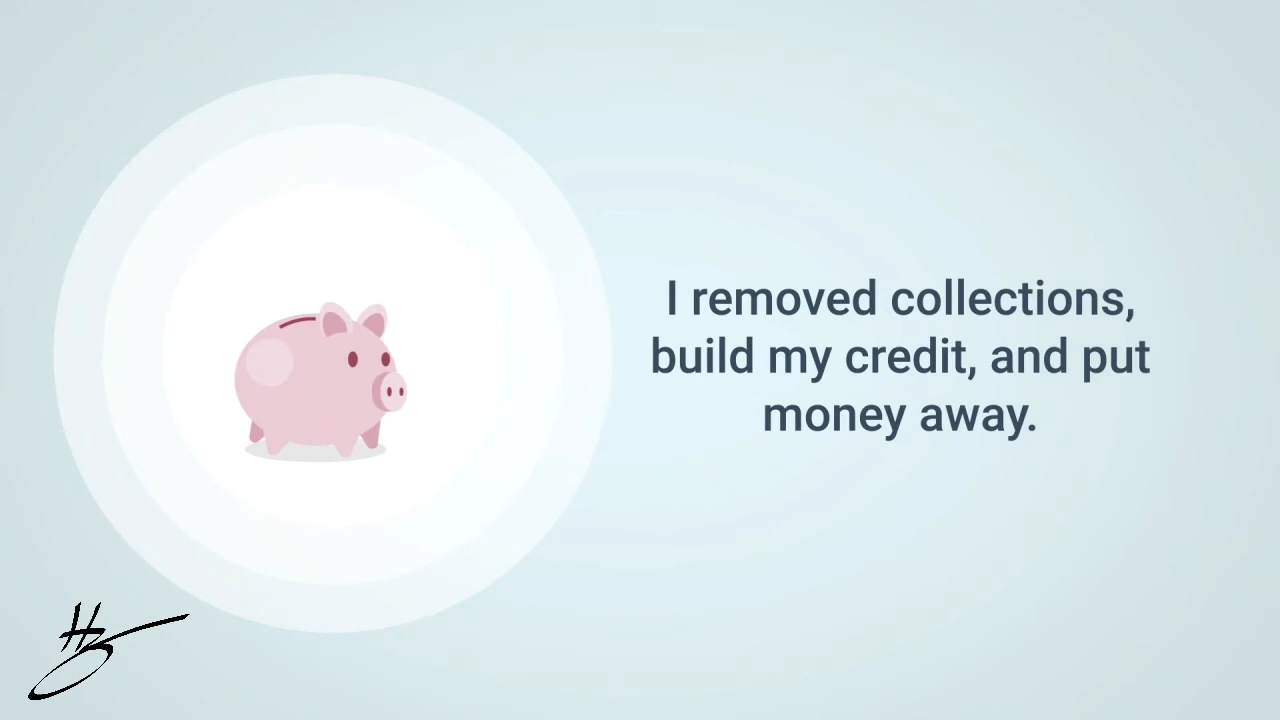 I removed collections,
build my credit, and put
money away.